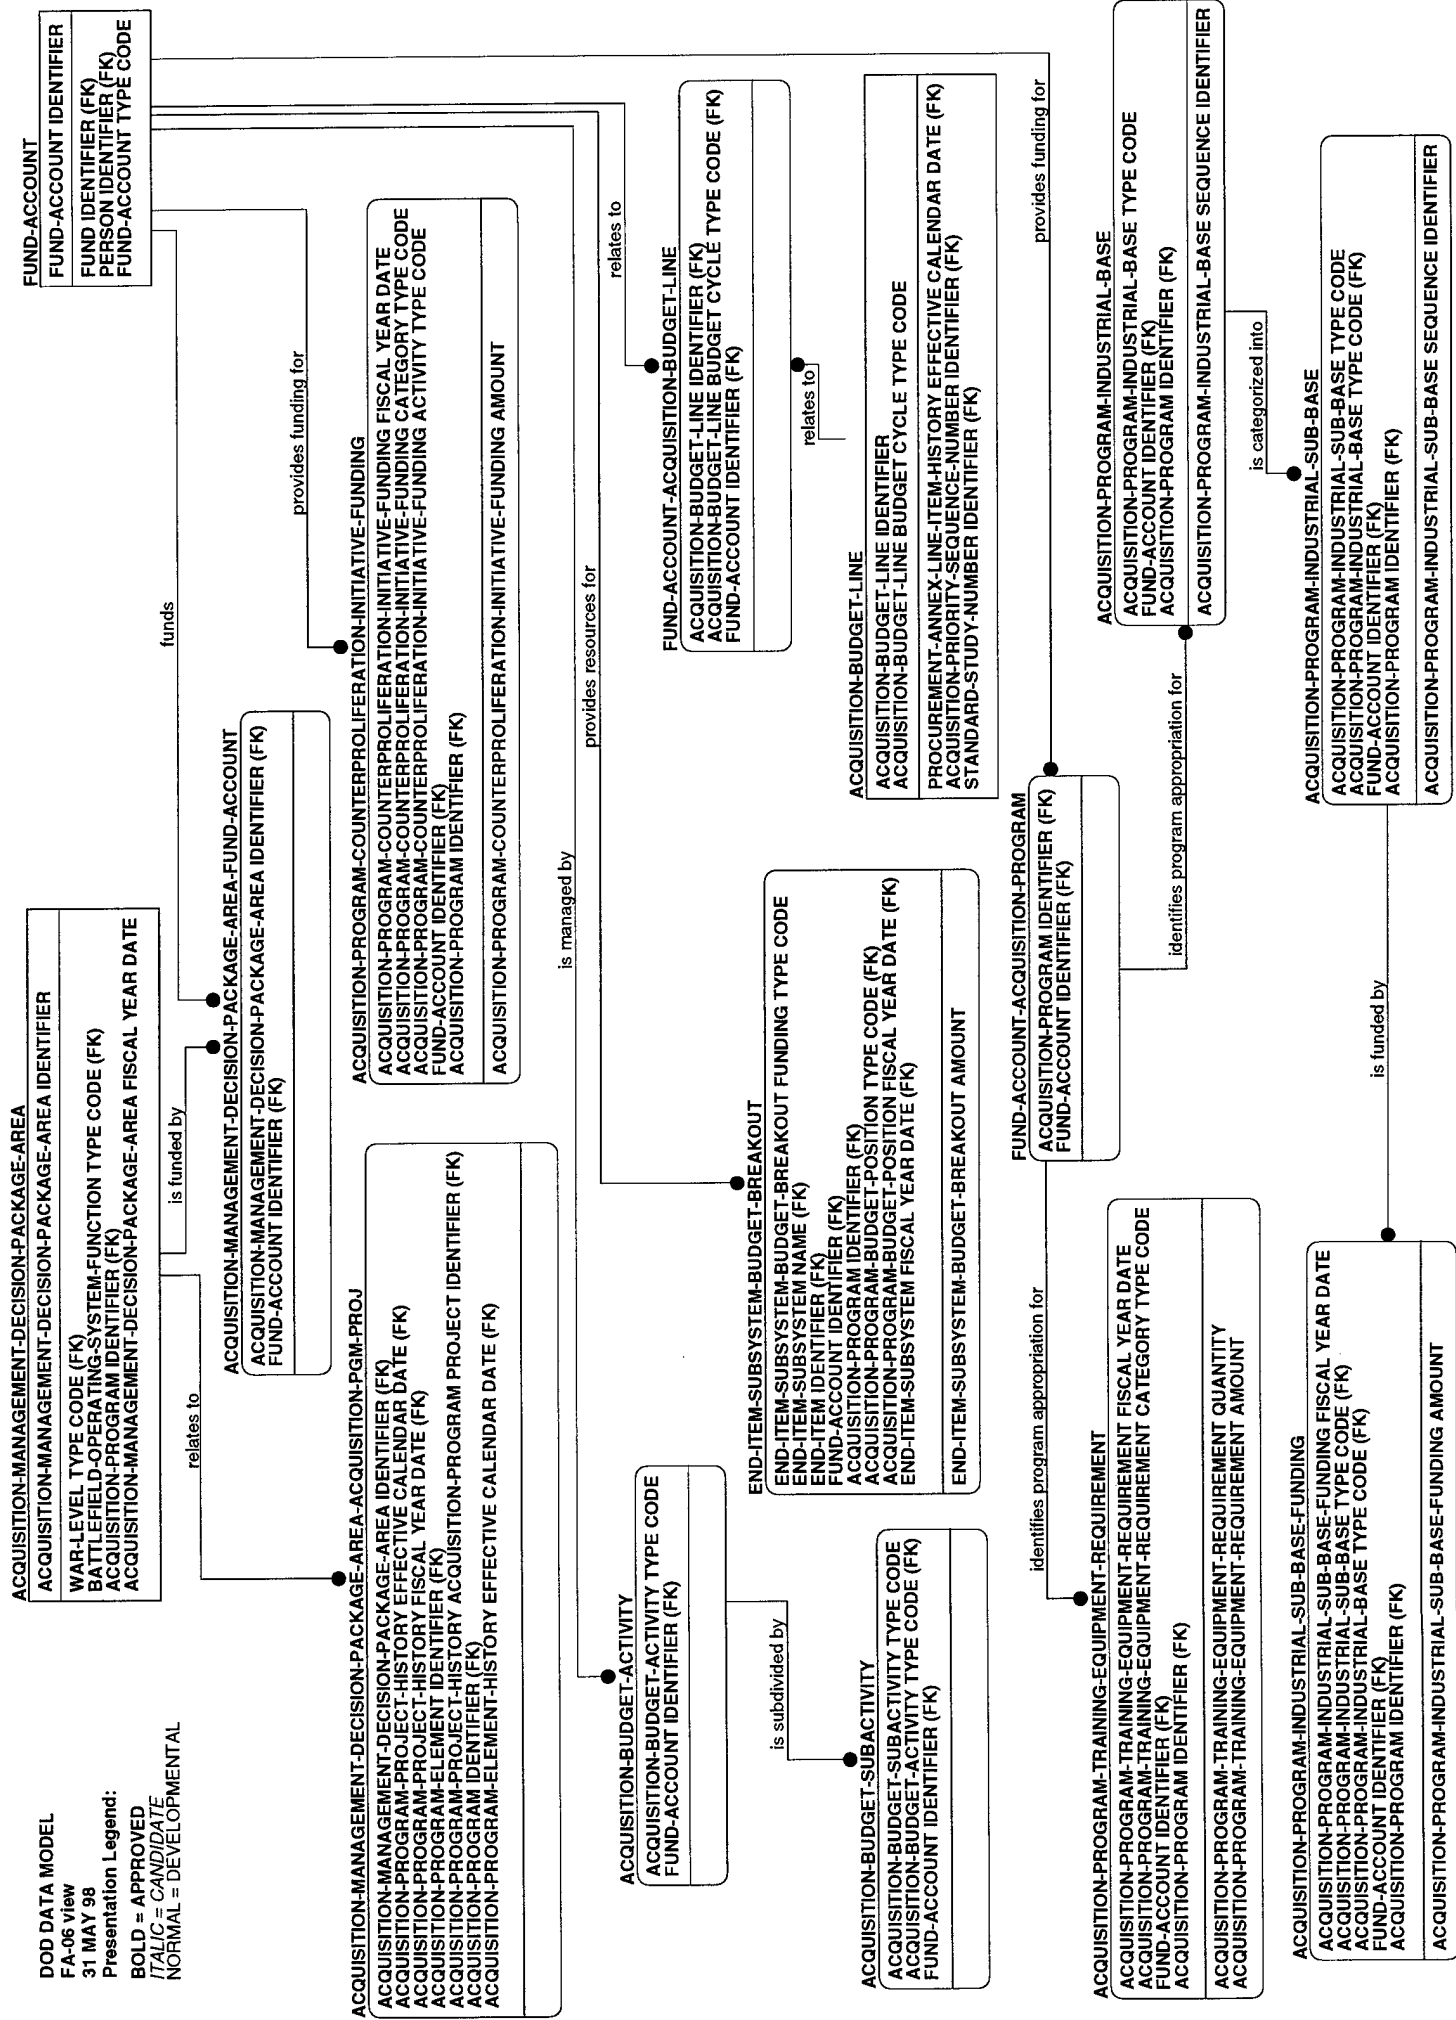 DOD DATA MODEL
FA-06 view
31 MAY 98
Presentation Legend:
BOLD = APPROVED
ITALIC = CANDIDATE
NORMAL = DEVELOPMENTAL
ACQUISITION-MANAGEMENT-DECISION-PACKAGE-AREA
ACQUISITION-MANAGEMENT-DECISION-PACKAGE-AREA IDENTIFIER
WAR-LEVEL TYPE CODE (FK)
BATTLEFIELD-OPERATING-SYSTEM-FUNCTION TYPE CODE (FK)
ACQUISITION-PROGRAM IDENTIFIER (FK)
ACQUISITION-MANAGEMENT-DECISION-PACKAGE-AREA FISCAL YEAR DATE
FUND-ACCOUNT
FUND-ACCOUNT IDENTIFIER
FUND IDENTIFIER (FK)
PERSON IDENTIFIER (FK)
FUND-ACCOUNT TYPE CODE
relates to
is funded by
funds
provides funding for
ACQUISITION-MANAGEMENT-DECISION-PACKAGE-AREA-FUND-ACCOUNT
ACQUISITION-MANAGEMENT-DECISION-PACKAGE-AREA IDENTIFIER (FK)
FUND-ACCOUNT IDENTIFIER (FK)
ACQUISITION-MANAGEMENT-DECISION-PACKAGE-AREA-ACQUISITION-PGM-PROJ
ACQUISITION-MANAGEMENT-DECISION-PACKAGE-AREA IDENTIFIER (FK)
ACQUISITION-PROGRAM-PROJECT-HISTORY EFFECTIVE CALENDAR DATE (FK)
ACQUISITION-PROGRAM-PROJECT-HISTORY FISCAL YEAR DATE (FK)
ACQUISITION-PROGRAM-ELEMENT IDENTIFIER (FK)
ACQUISITION-PROGRAM-PROJECT-HISTORY ACQUISITION-PROGRAM PROJECT IDENTIFIER (FK)
ACQUISITION-PROGRAM IDENTIFIER (FK)
ACQUISITION-PROGRAM-ELEMENT-HISTORY EFFECTIVE CALENDAR DATE (FK)
ACQUISITION-PROGRAM-COUNTERPROLIFERATION-INITIATIVE-FUNDING
ACQUISITION-PROGRAM-COUNTERPROLIFERATION-INITIATIVE-FUNDING FISCAL YEAR DATE
ACQUISITION-PROGRAM-COUNTERPROLIFERATION-INITIATIVE-FUNDING CATEGORY TYPE CODE
ACQUISITION-PROGRAM-COUNTERPROLIFERATION-INITIATIVE-FUNDING ACTIVITY TYPE CODE
FUND-ACCOUNT IDENTIFIER (FK)
ACQUISITION-PROGRAM IDENTIFIER (FK)
ACQUISITION-PROGRAM-COUNTERPROLIFERATION-INITIATIVE-FUNDING AMOUNT
is managed by
provides resources for
relates to
ACQUISITION-BUDGET-ACTIVITY
ACQUISITION-BUDGET-ACTIVITY TYPE CODE
FUND-ACCOUNT IDENTIFIER (FK)
is subdivided by
FUND-ACCOUNT-ACQUISITION-BUDGET-LINE
ACQUISITION-BUDGET-LINE IDENTIFIER (FK)
ACQUISITION-BUDGET-LINE BUDGET CYCLE TYPE CODE (FK)
FUND-ACCOUNT IDENTIFIER (FK)
relates to
END-ITEM-SUBSYSTEM-BUDGET-BREAKOUT
END-ITEM-SUBSYSTEM-BUDGET-BREAKOUT FUNDING TYPE CODE
END-ITEM-SUBSYSTEM NAME (FK)
END-ITEM IDENTIFIER (FK)
FUND-ACCOUNT IDENTIFIER (FK)
ACQUISITION-PROGRAM IDENTIFIER (FK)
ACQUISITION-PROGRAM-BUDGET-POSITION TYPE CODE (FK)
ACQUISITION-PROGRAM-BUDGET-POSITION FISCAL YEAR DATE (FK)
END-ITEM-SUBSYSTEM FISCAL YEAR DATE (FK)
END-ITEM-SUBSYSTEM-BUDGET-BREAKOUT AMOUNT
ACQUISITION-BUDGET-SUBACTIVITY
ACQUISITION-BUDGET-SUBACTIVITY TYPE CODE
ACQUISITION-BUDGET-ACTIVITY TYPE CODE (FK)
FUND-ACCOUNT IDENTIFIER (FK)
ACQUISITION-BUDGET-LINE
ACQUISITION-BUDGET-LINE IDENTIFIER
ACQUISITION-BUDGET-LINE BUDGET CYCLE TYPE CODE
PROCUREMENT-ANNEX-LINE-ITEM-HISTORY EFFECTIVE CALENDAR DATE (FK)
ACQUISITION-PRIORITY-SEQUENCE-NUMBER IDENTIFIER (FK)
STANDARD-STUDY-NUMBER IDENTIFIER (FK)
provides funding for
FUND-ACCOUNT-ACQUISITION-PROGRAM
ACQUISITION-PROGRAM IDENTIFIER (FK)
FUND-ACCOUNT IDENTIFIER (FK)
identifies program appropriation for
identifies program appropriation for
ACQUISITION-PROGRAM-TRAINING-EQUIPMENT-REQUIREMENT
ACQUISITION-PROGRAM-TRAINING-EQUIPMENT-REQUIREMENT FISCAL YEAR DATE
ACQUISITION-PROGRAM-TRAINING-EQUIPMENT-REQUIREMENT CATEGORY TYPE CODE
FUND-ACCOUNT IDENTIFIER (FK)
ACQUISITION-PROGRAM IDENTIFIER (FK)
ACQUISITION-PROGRAM-TRAINING-EQUIPMENT-REQUIREMENT QUANTITY
ACQUISITION-PROGRAM-TRAINING-EQUIPMENT-REQUIREMENT AMOUNT
ACQUISITION-PROGRAM-INDUSTRIAL-BASE
ACQUISITION-PROGRAM-INDUSTRIAL-BASE TYPE CODE
FUND-ACCOUNT IDENTIFIER (FK)
ACQUISITION-PROGRAM IDENTIFIER (FK)
ACQUISITION-PROGRAM-INDUSTRIAL-BASE SEQUENCE IDENTIFIER
is categorized into
ACQUISITION-PROGRAM-INDUSTRIAL-SUB-BASE
ACQUISITION-PROGRAM-INDUSTRIAL-SUB-BASE TYPE CODE
ACQUISITION-PROGRAM-INDUSTRIAL-BASE TYPE CODE (FK)
FUND-ACCOUNT IDENTIFIER (FK)
ACQUISITION-PROGRAM IDENTIFIER (FK)
ACQUISITION-PROGRAM-INDUSTRIAL-SUB-BASE SEQUENCE IDENTIFIER
is funded by
ACQUISITION-PROGRAM-INDUSTRIAL-SUB-BASE-FUNDING
ACQUISITION-PROGRAM-INDUSTRIAL-SUB-BASE-FUNDING FISCAL YEAR DATE
ACQUISITION-PROGRAM-INDUSTRIAL-SUB-BASE TYPE CODE (FK)
ACQUISITION-PROGRAM-INDUSTRIAL-BASE TYPE CODE (FK)
FUND-ACCOUNT IDENTIFIER (FK)
ACQUISITION-PROGRAM IDENTIFIER (FK)
ACQUISITION-PROGRAM-INDUSTRIAL-SUB-BASE-FUNDING AMOUNT